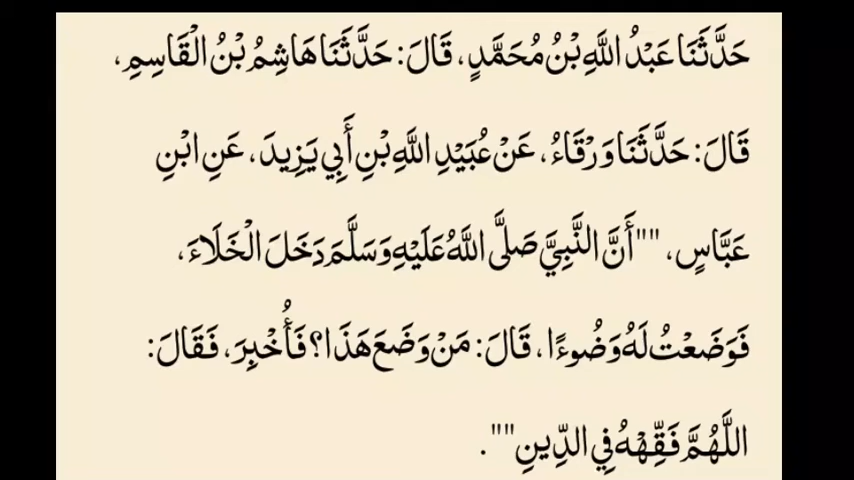 حَدَّثَنَا عَبْدُ اللَّهِ بْنُ مُحَمَّدٍ، قَالَ: حَدَّثَنَا هَاشِمُ بْنُ الْقَاسِمِ،
قَالَ: حَدَّثَنَا وَرْقَاءُ، عَنْ عُبَيْدِ اللَّهِ بْنِ أَبِي يَزِيدَ، عَنِ ابْنِ
عَبَّاسٍ، ""أَنَّ النَّبِيَّ صَلَّى اللَّهُ عَلَيْهِ وَسَلَّمَ دَخَلَ الْخَلَاءَ،
فَوَضَعْتُ لَهُ وَضُوءًا، قَالَ: مَنْ وَضَعَ هَذَا؟ فَأُخْبِرَ، فَقَالَ:
اللَّهُمَّ فَقِّهْهُ فِي الدِّينِ"".